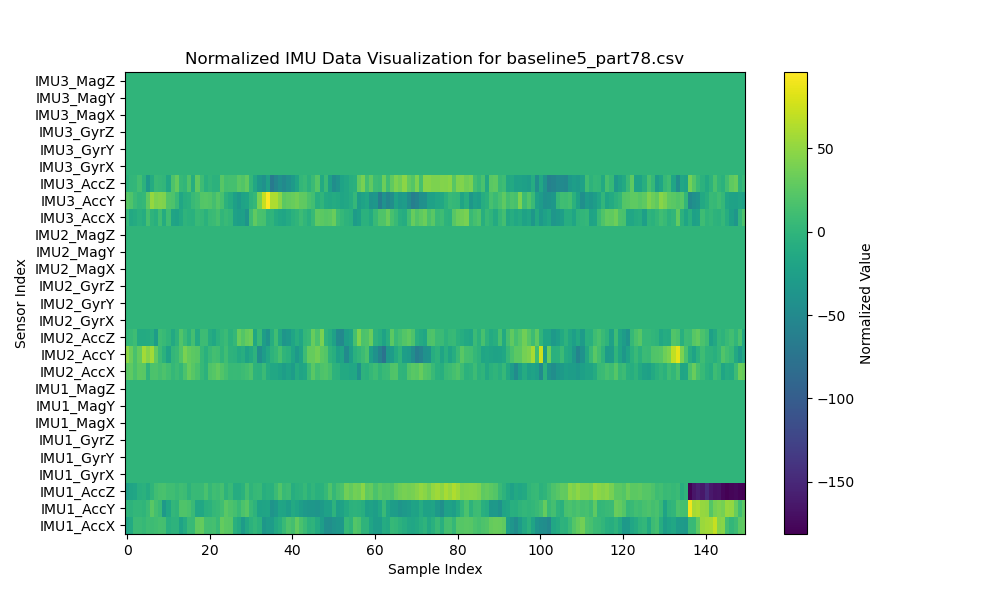 Normalized IMU Data Visualization for baseline5_part78.csv
IMU3_MagZ
IMU3_MagY
IMU3_MagX
IMU3_GyrZ
IMU3_GyrY
IMU3_GyrX
IMU3_AccZ
IMU3_AccY
IMU3_AccX
IMU2_MagZ
IMU2_MagY
IMU2_MagX
IMU2_GyrZ
IMU2_GyrY
IMU2_GyrX
IMU2_AccZ
IMU2_AccY
IMU2_AccX
IMU1_MagZ
IMU1_MagY
IMU1_MagX
IMU1_GyrZ
IMU1_GyrY
IMU1_GyrX
IMU1_AccZ
IMU1_AccY
IMU1_AccX
Sensor Index
0 20 40 60 80 100 120 140
Sample Index
50
0
−50
−100
−150
Normalized Value